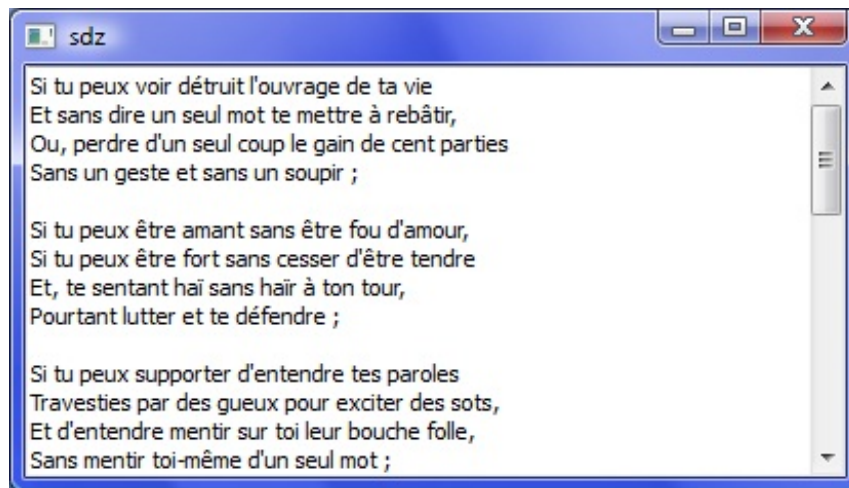 sdz
Si tu peux voir détruit l'ouvrage de ta vie
Et sans dire un seul mot te mettre à rebâtir,
Ou, perdre d'un seul coup le gain de cent parties
Sans un geste et sans un soupir ;
Si tu peux être amant sans être fou d'amour,
Si tu peux être fort sans cesser d'être tendre
Et, te sentant haï sans haïr à ton tour,
Pourtant lutter et te défendre ;
Si tu peux supporter d'entendre tes paroles
Travesties par des gueux pour exciter des sots,
Et d'entendre mentir sur toi leur bouche folle,
Sans mentir toi-même d'un seul mot ;